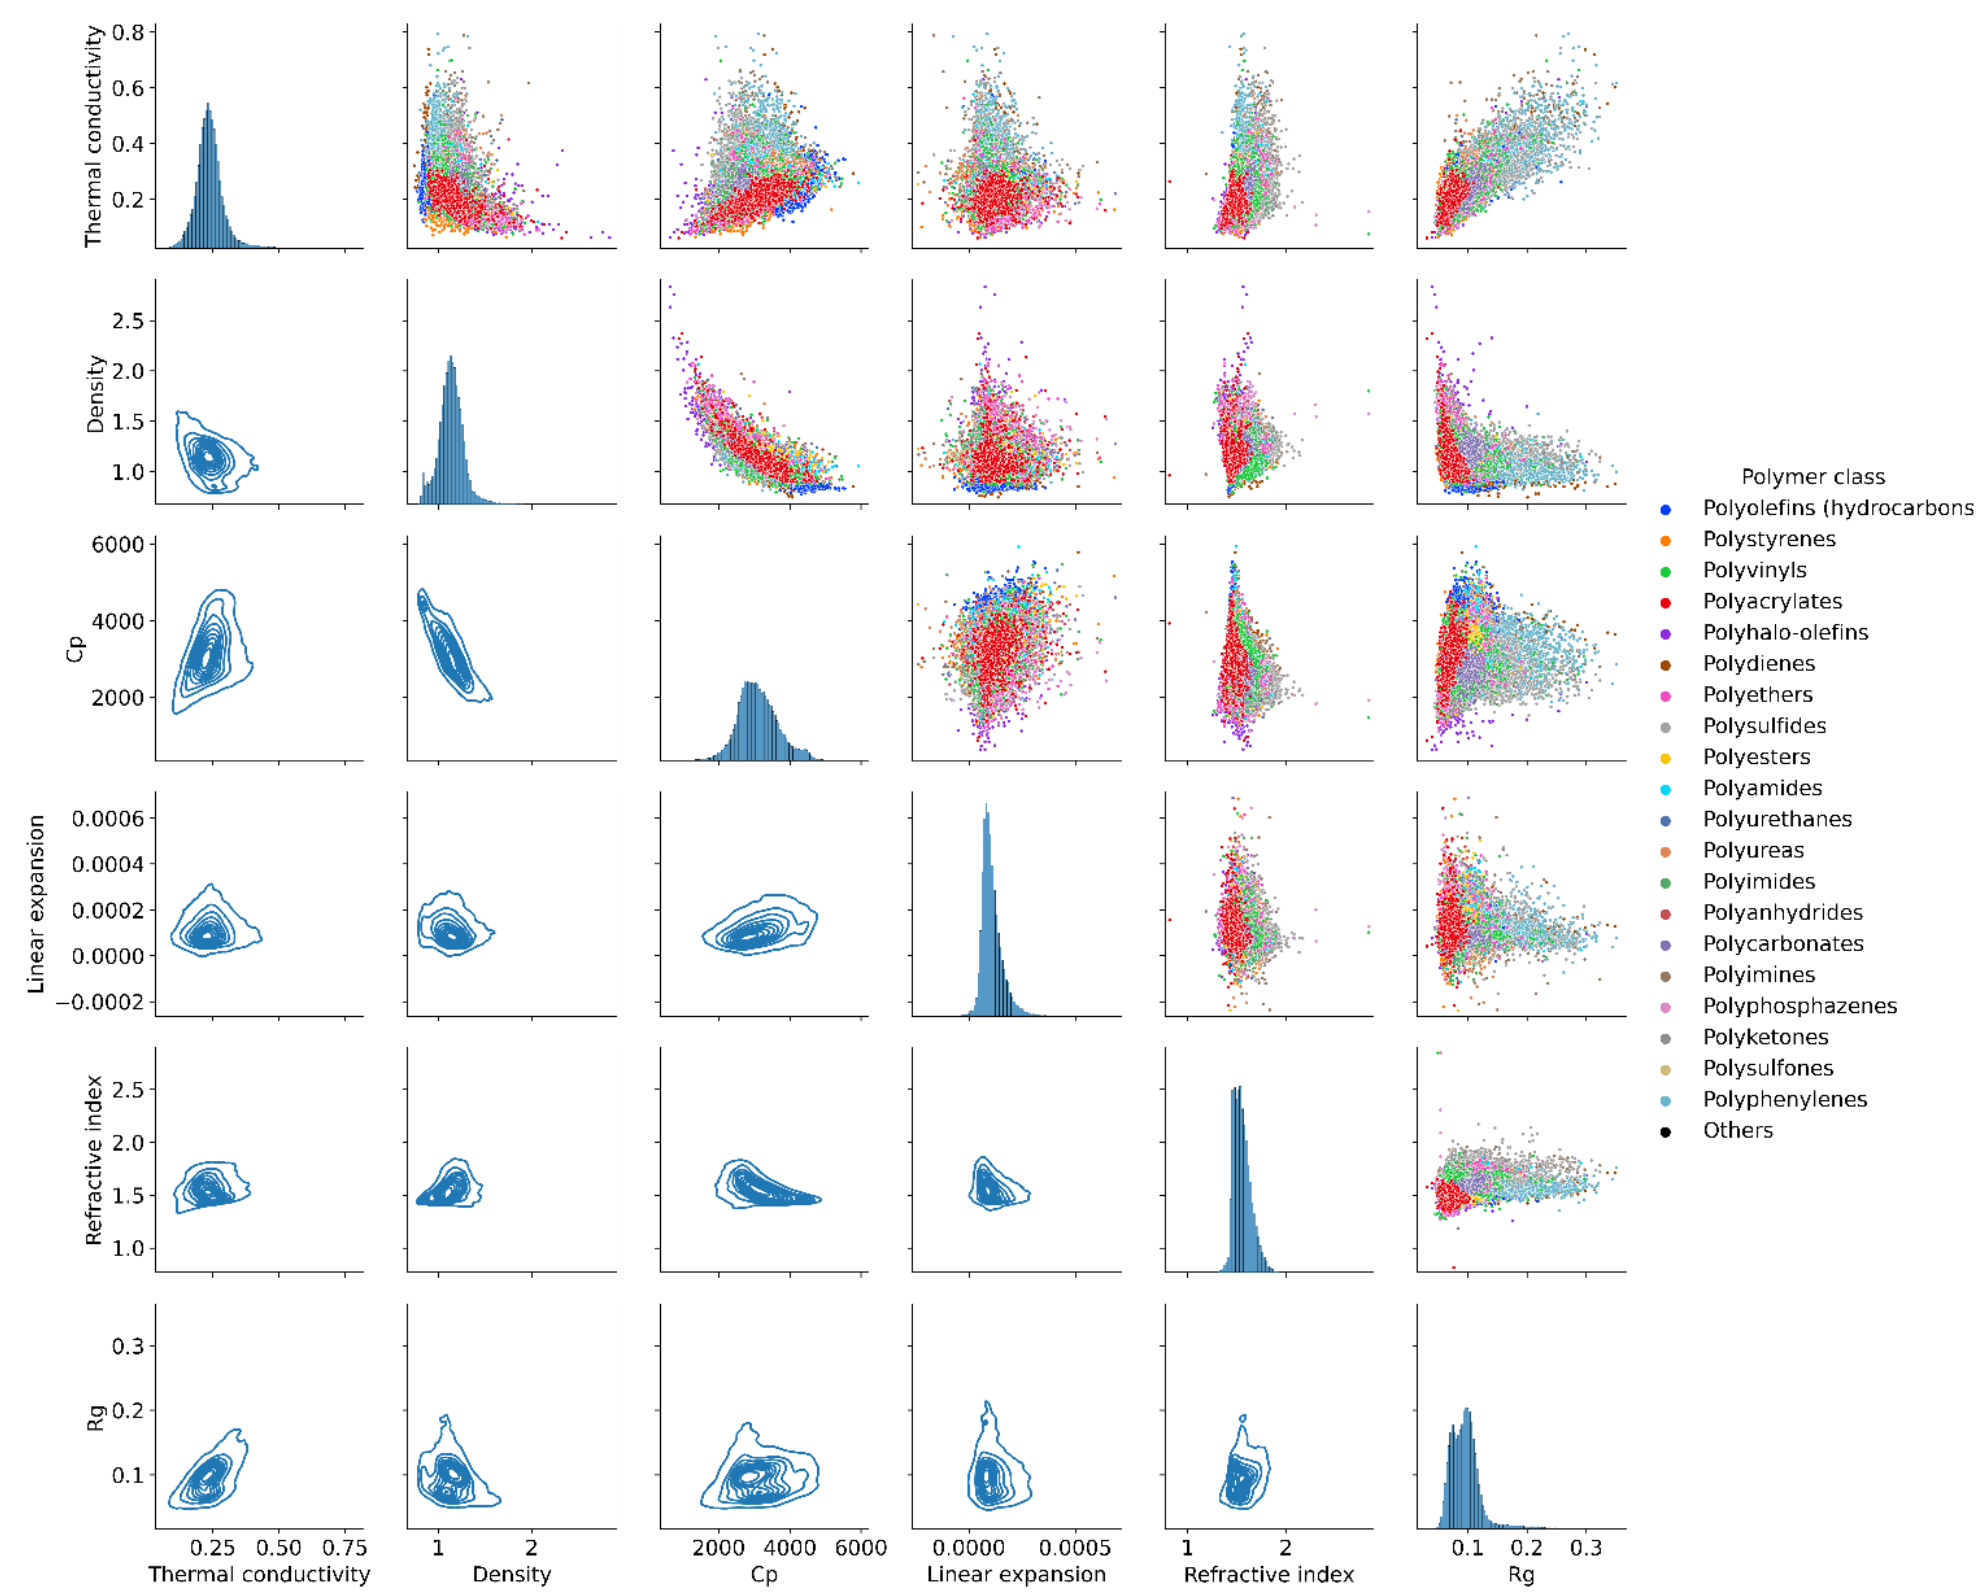 Thermal conductivity
0.8
0.6
0.4
0.2
Density
2.5
2.0
1.5
1.0
Cp
6000
4000
2000
Linear expansion
0.0006
0.0004
0.0002
0.0000
−0.0002
Refractive index
2.5
2.0
1.5
1.0
Rg
0.3
0.2
0.1
0.25 0.50 0.75
Thermal conductivity
1 2
Density
2000 4000 6000
Cp
0.0000 0.0005
Linear expansion
1 2
Refractive index
0.1 0.2 0.3
Rg
Polymer class
Polyolefins (hydrocarbons
Polystyrenes
Polyvinyls
Polyacrylates
Polyhalo-olefins
Polydienes
Polyethers
Polysulfides
Polyesters
Polyamides
Polyurethanes
Polyureas
Polyimides
Polyanhydrides
Polycarbonates
Polyimines
Polyphosphazenes
Polyketones
Polysulfones
Polyphenylenes
Others